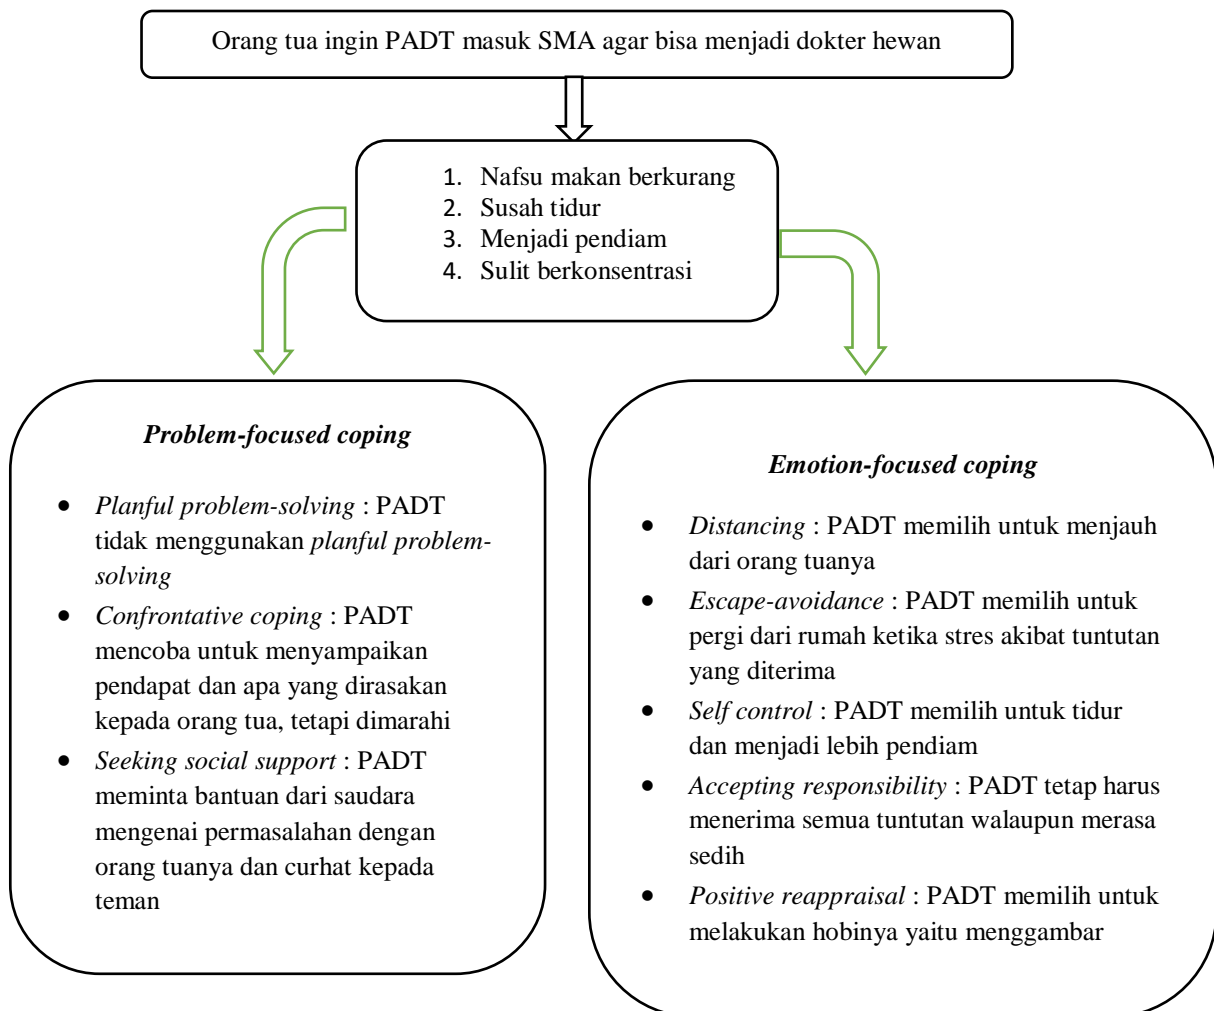 Orang tua ingin PADT masuk SMA agar bisa menjadi dokter hewan
1. Nafsu makan berkurang
2. Susah tidur
3. Menjadi pendiam
4. Sulit berkonsentrasi
Problem-focused coping
• Planful problem-solving : PADT
tidak menggunakan planful problem-
solving
• Confrontative coping : PADT
mencoba untuk menyampaikan
pendapat dan apa yang dirasakan
kepada orang tua, tetapi dimarahi
• Seeking social support : PADT
meminta bantuan dari saudara
mengenai permasalahan dengan
orang tuanya dan curhat kepada
teman
Emotion-focused coping
• Distancing : PADT memilih untuk menjauh
dari orang tuanya
• Escape-avoidance : PADT memilih untuk
pergi dari rumah ketika stres akibat tuntutan
yang diterima
• Self control : PADT memilih untuk tidur
dan menjadi lebih pendiam
• Accepting responsibility : PADT tetap harus
menerima semua tuntutan walaupun merasa
sedih
• Positive reappraisal : PADT memilih untuk
melakukan hobinya yaitu menggambar